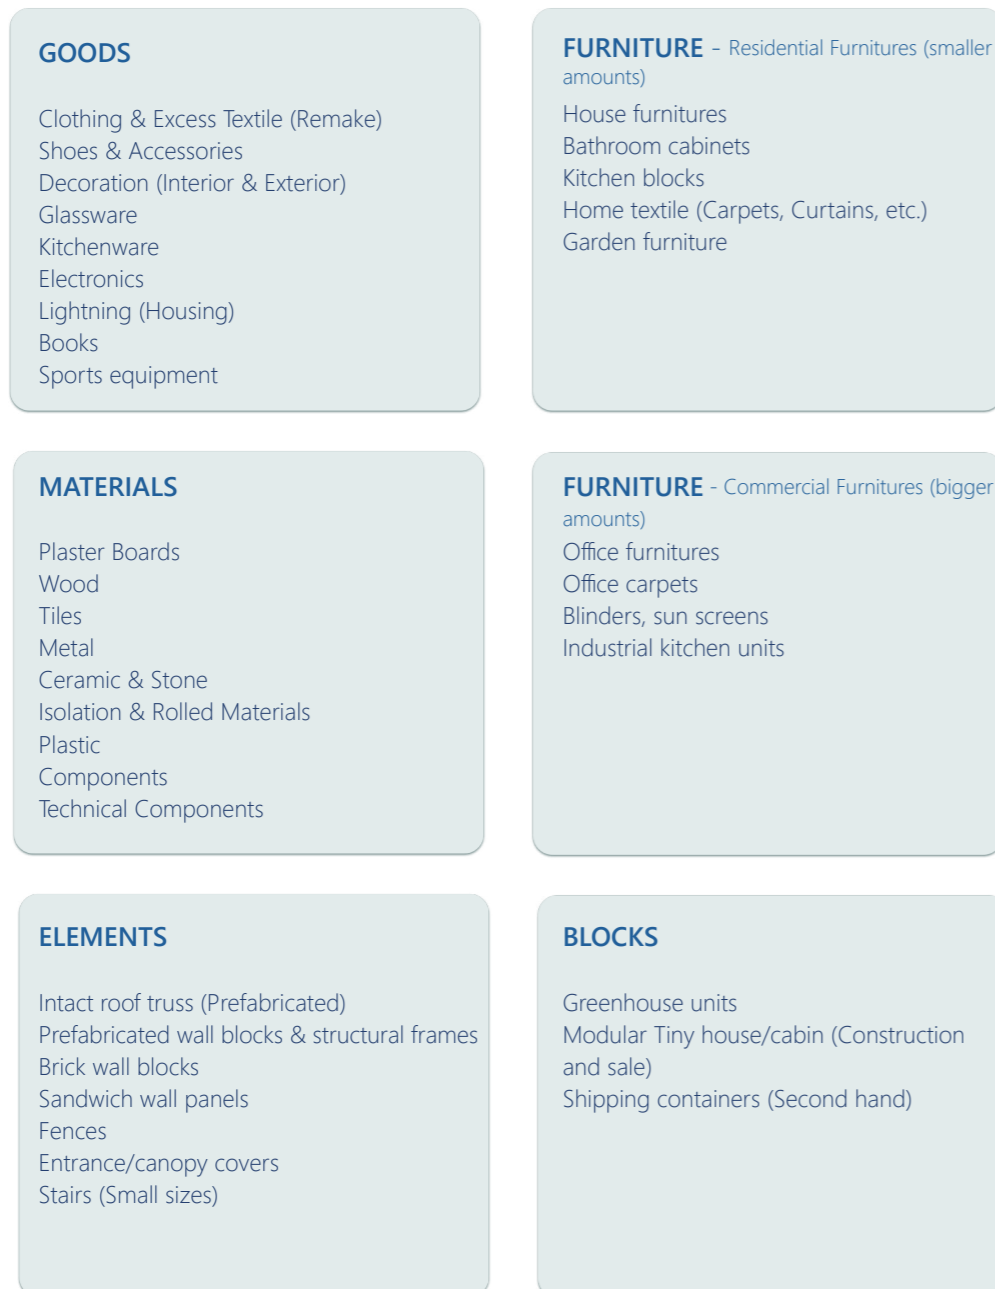 GOODS
Clothing & Excess Textile (Remake)
Shoes & Accessories
Decoration (Interior & Exterior)
Glassware
Kitchenware
Electronics
Lightning (Housing)
Books
Sports equipment
FURNITURE - Residential Furnitures (smaller
amounts)
House furnitures
Bathroom cabinets
Kitchen blocks
Home textile (Carpets, Curtains, etc.)
Garden furniture
MATERIALS
Plaster Boards
Wood
Tiles
Metal
Ceramic & Stone
Isolation & Rolled Materials
Plastic
Components
Technical Components
FURNITURE - Commercial Furnitures (bigger
amounts)
Office furnitures
Office carpets
Blinders, sun screens
Industrial kitchen units
ELEMENTS
Intact roof truss (Prefabricated)
Prefabricated wall blocks & structural frames
Brick wall blocks
Sandwich wall panels
Fences
Entrance/canopy covers
Stairs (Small sizes)
BLOCKS
Greenhouse units
Modular Tiny house/cabin (Construction
and sale)
Shipping containers (Second hand)